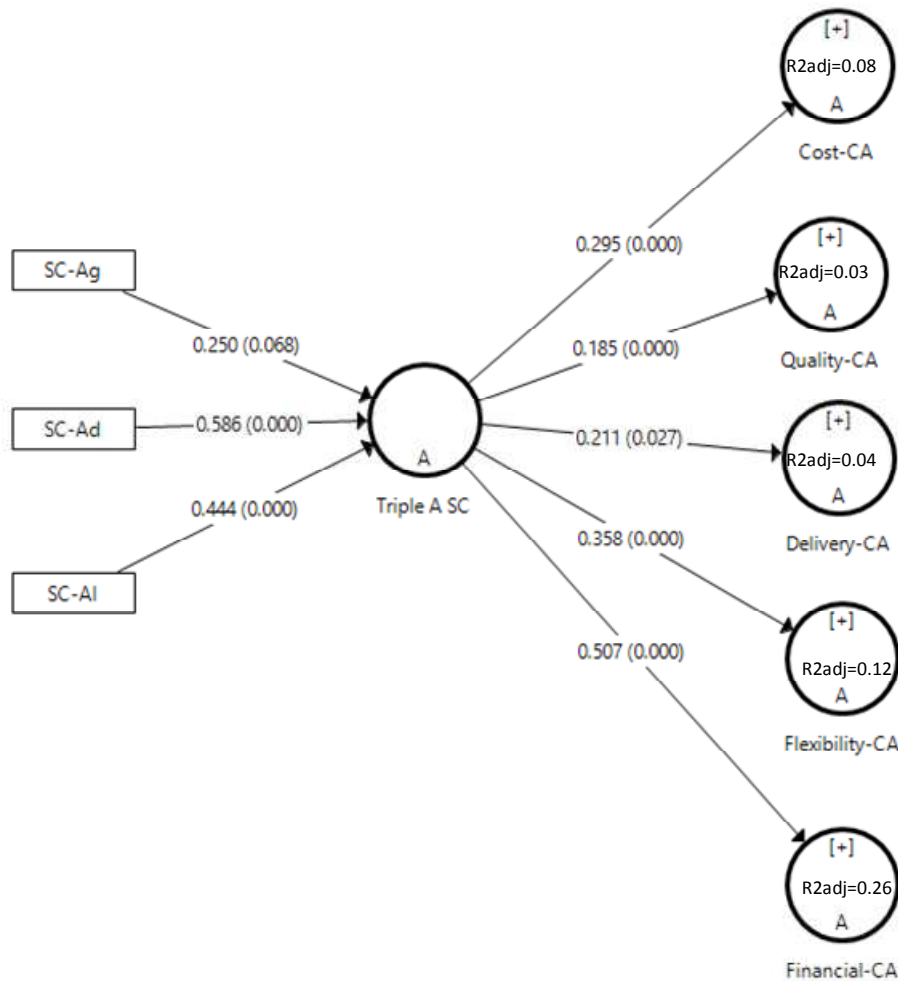 [+]
R2adj=0.08
A
Cost-CA
0.295 (0.000)
[+]
R2adj=0.03
A
Quality-CA
SC-Ag
0.250 (0.068)
0.185 (0.000)
SC-Ad
0.586 (0.000)
A
Triple A SC
0.211 (0.027)
[+]
R2adj=0.04
A
Delivery-CA
SC-Al
0.444 (0.000)
0.358 (0.000)
[+]
R2adj=0.12
A
Flexibility-CA
0.507 (0.000)
[+]
R2adj=0.26
A
Financial-CA